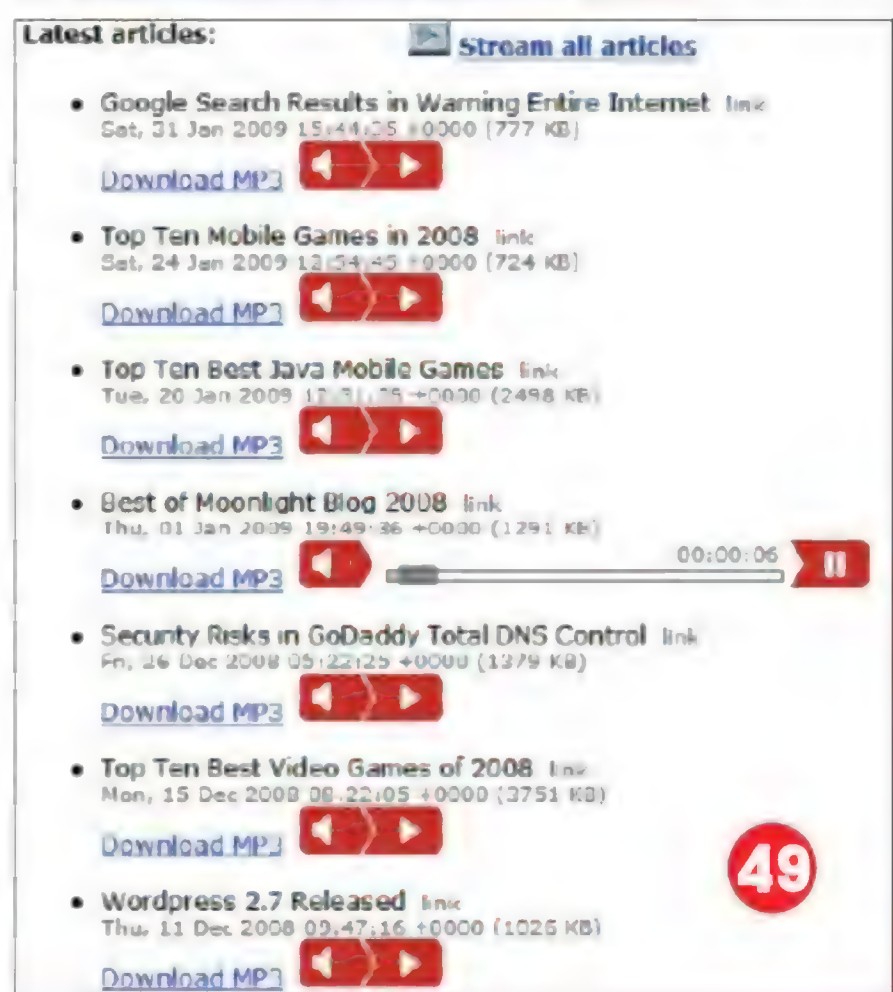 Latest articles:
Stream all articles
Google Search Results in Warning Entire Internet link
Sat, 31 Jan 2009 15:44:35 +0000 (777 KB)
Download MP3
Top Ten Mobile Games in 2008 link
Sat, 24 Jan 2009 +0000 (724 KB)
Download MP3
Top Ten Best Java Mobile Games link
Tue, 20 Jan 2009 +0000 (2498 KB)
Download MP3
Best of Moonlight Blog 2008 link
Thu, 01 Jan 2009 19:49:36 +0000 (1291 KB)
00:00:06
Download MP3
Security Risks in GoDaddy Total DNS Control link
Fri, 26 Dec 2008 05:22:25 +0000 (1379 KB)
Download MP3
Top Ten Best Video Games of 2008 link
Mon, 15 Dec 2008 08:22:05 +0000 (3751 KB)
Download MP3
49
Wordpress 2.7 Released link
Thu, 11 Dec 2008 09:47:16 +0000 (1026 KB)
Download MP3